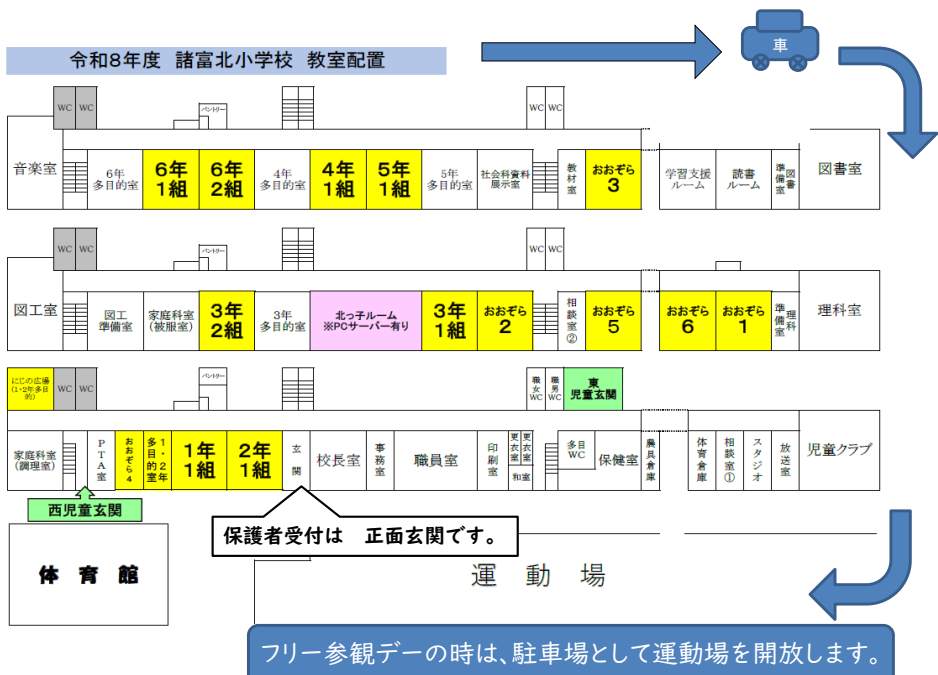 令和8年度 諸富北小学校 教室配置
車
WC WC
パントリー
WC WC
音楽室
6年
多目的室
6年
1組
6年
2組
4年
多目的室
4年
1組
5年
1組
5年
多目的室
社会科資料
展示室
教材室
おおぞら
3
学習支援
ルーム
読書
ルーム
図書
準備室
図書室
WC WC
パントリー
WC WC
図工室
図工
準備室
家庭科室
(被服室)
3年
2組
3年
多目的室
北っ子ルーム
※PCサーバー有り
3年
1組
おおぞら
2
相談室②
おおぞら
5
おおぞら
6
おおぞら
1
理科
準備室
理科室
にじの広場
(1・2年多目
的)
WC WC
パントリー
職女WC
職男WC
東
児童玄関
家庭科室
(調理室)
PTA室
おおぞら4
1・2年
多目的室
1年
1組
2年
1組
玄関
校長室
事務室
職員室
印刷室
更衣室
更衣室
和室
多目
WC
保健室
農具倉庫
体育倉庫
相談室①
スタジオ
放送室
児童クラブ
西児童玄関
保護者受付は 正面玄関です。
体育館
運動場
フリー参観デーの時は、駐車場として運動場を開放します。